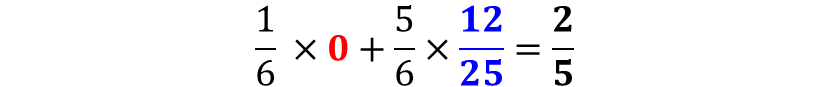 1/6 × 0 + 5/6 × 12/25 = 2/5